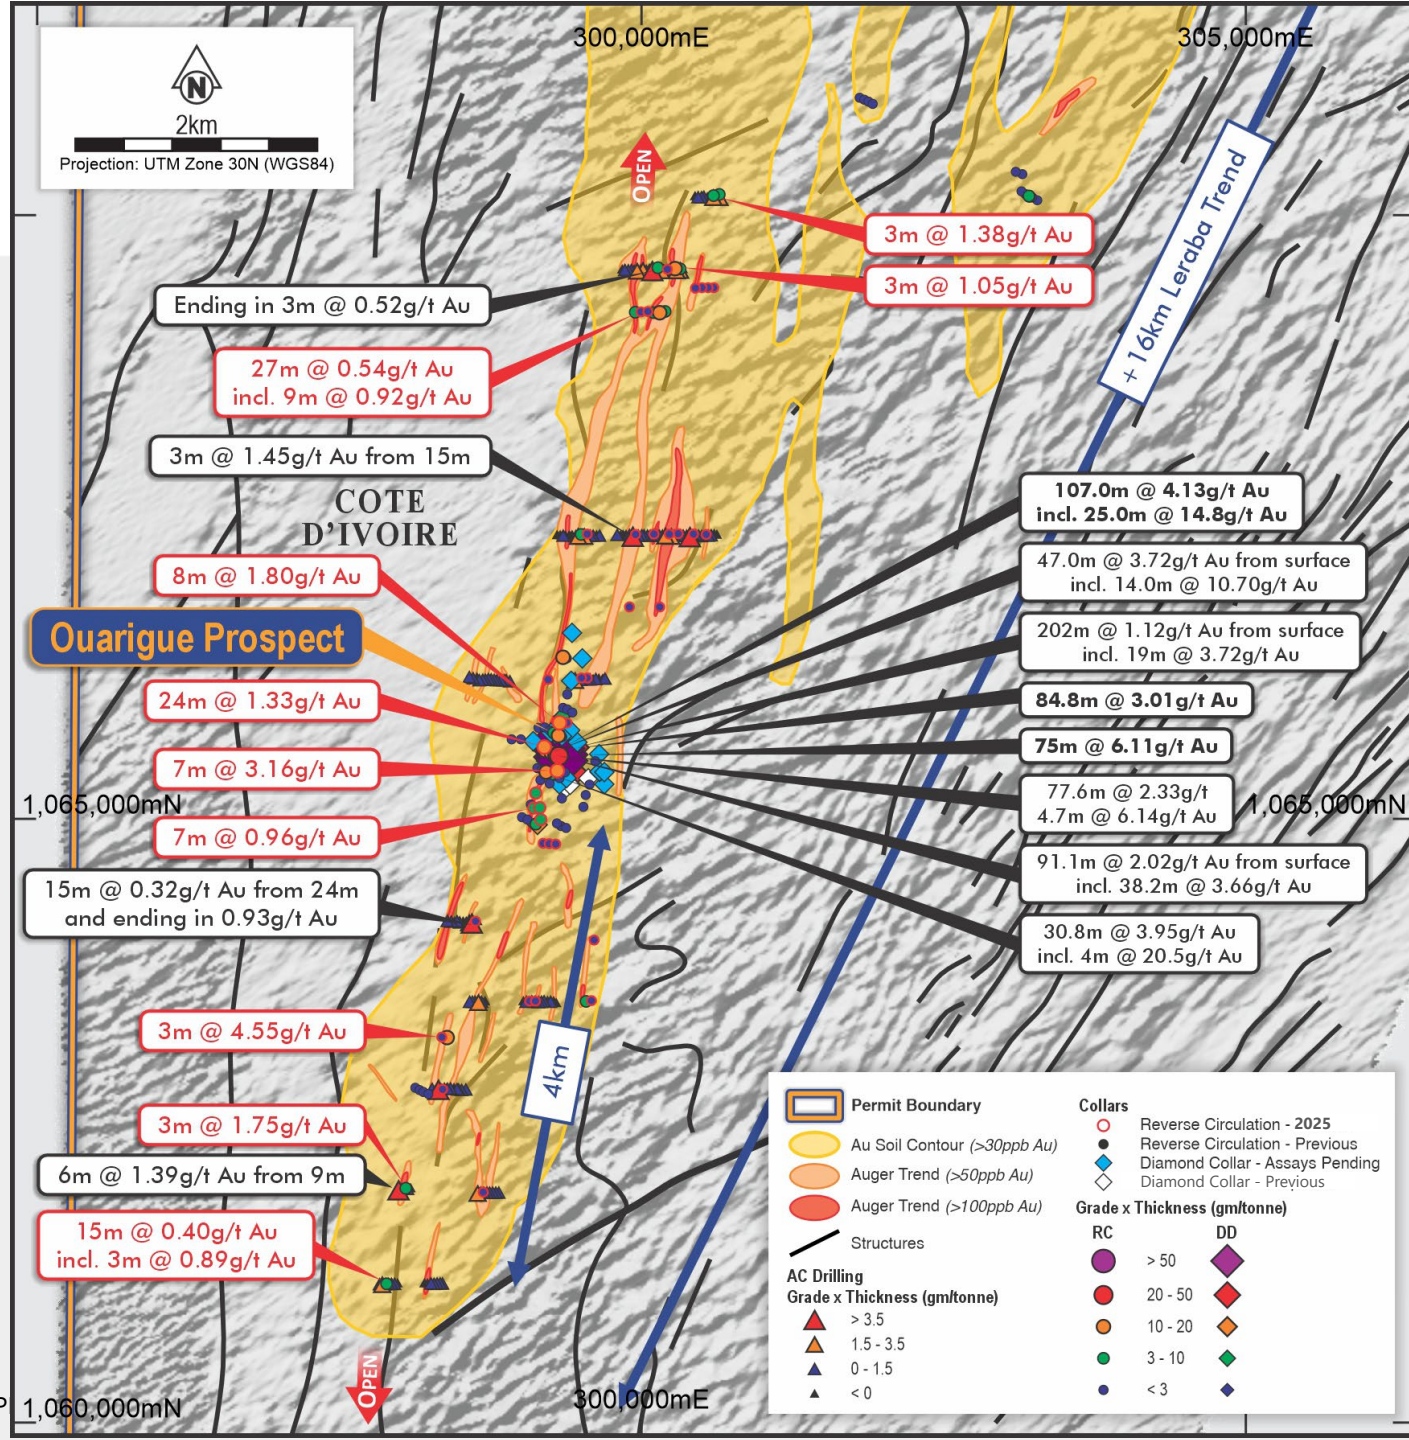 300,000mE
305,000mE
N
2km
Projection: UTM Zone 30N (WGS84)
OPEN
+ 16km Leraba Trend
3m @ 1.38g/t Au
3m @ 1.05g/t Au
Ending in 3m @ 0.52g/t Au
27m @ 0.54g/t Au
incl. 9m @ 0.92g/t Au
3m @ 1.45g/t Au from 15m
COTE
D'IVOIRE
107.0m @ 4.13g/t Au
incl. 25.0m @ 14.8g/t Au
47.0m @ 3.72g/t Au from surface
incl. 14.0m @ 10.70g/t Au
8m @ 1.80g/t Au
Ouarigue Prospect
202m @ 1.12g/t Au from surface
incl. 19m @ 3.72g/t Au
24m @ 1.33g/t Au
84.8m @ 3.01g/t Au
75m @ 6.11g/t Au
7m @ 3.16g/t Au
77.6m @ 2.33g/t
4.7m @ 6.14g/t Au
1,065,000mN
1,065,000mN
7m @ 0.96g/t Au
91.1m @ 2.02g/t Au from surface
incl. 38.2m @ 3.66g/t Au
15m @ 0.32g/t Au from 24m
and ending in 0.93g/t Au
30.8m @ 3.95g/t Au
incl. 4m @ 20.5g/t Au
3m @ 4.55g/t Au
4km
3m @ 1.75g/t Au
6m @ 1.39g/t Au from 9m
15m @ 0.40g/t Au
incl. 3m @ 0.89g/t Au
OPEN
1,060,000mN
300,000mE
Permit Boundary
Au Soil Contour (>30ppb Au)
Auger Trend (>50ppb Au)
Auger Trend (>100ppb Au)
Structures
AC Drilling
Grade x Thickness (gm/tonne)
> 3.5
1.5 - 3.5
0 - 1.5
< 0
Collars
Reverse Circulation - 2025
Reverse Circulation - Previous
Diamond Collar - Assays Pending
Diamond Collar - Previous
Grade x Thickness (gm/tonne)
RC DD
> 50
20 - 50
10 - 20
3 - 10
< 3